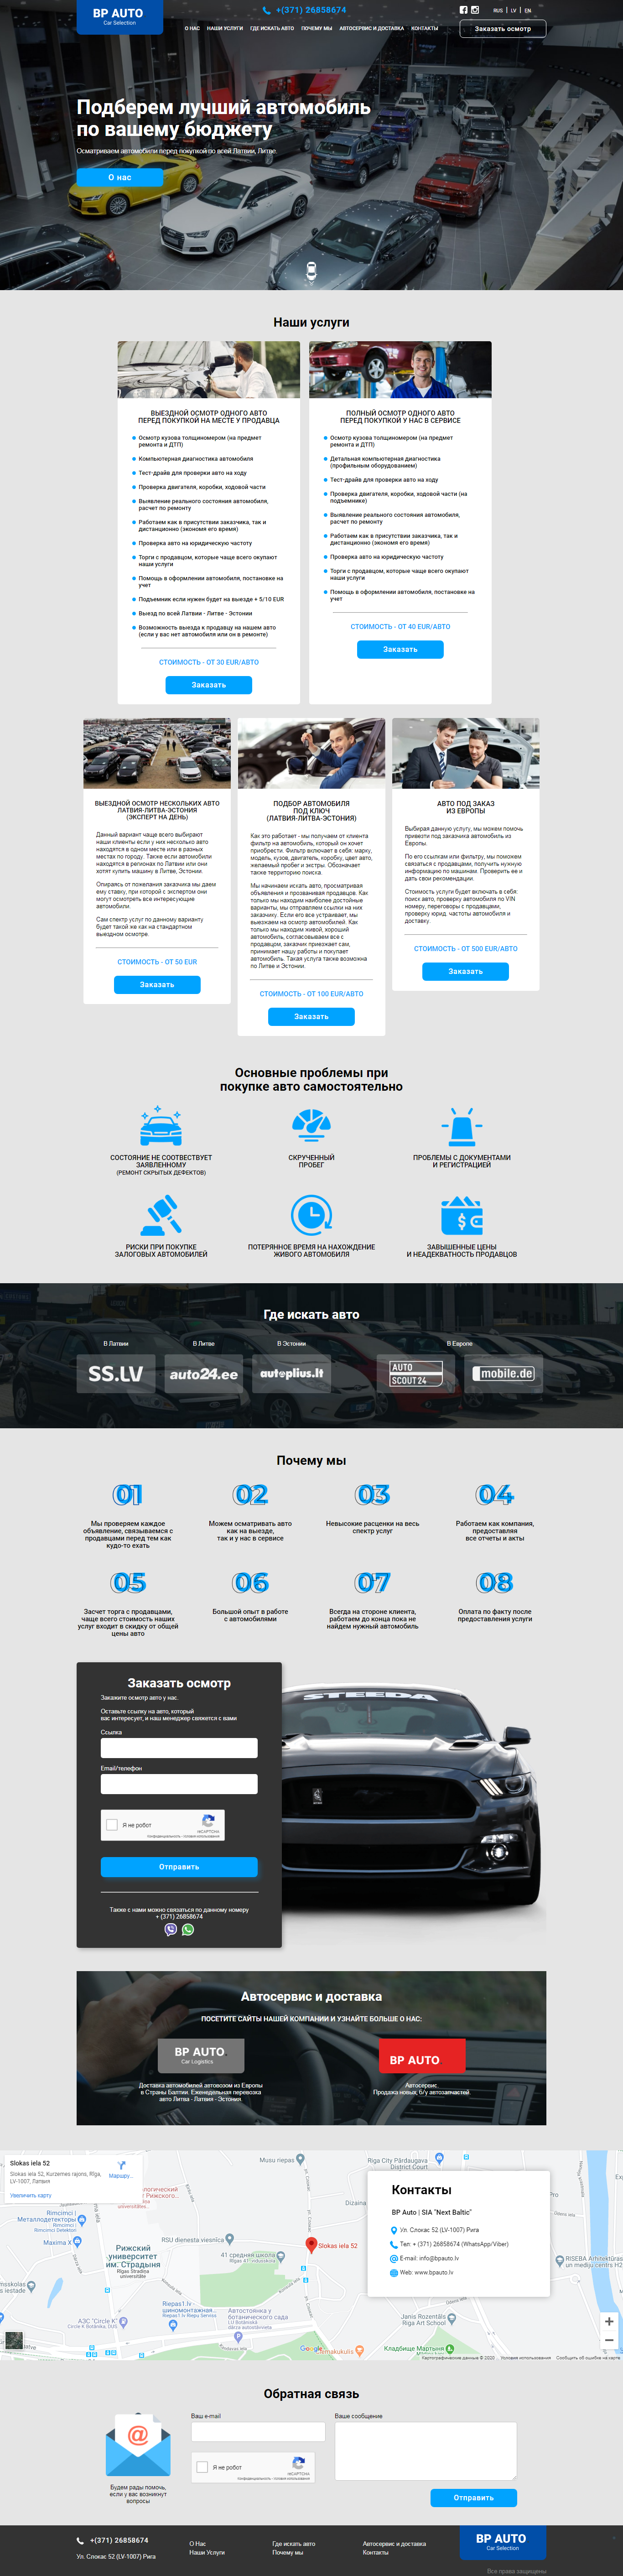 BP AUTO
Car Selection
+(371) 26858674
RUS | LV | EN
О НАС НАШИ УСЛУГИ ГДЕ ИСКАТЬ АВТО ПОЧЕМУ МЫ АВТОСЕРВИС И ДОСТАВКА КОНТАКТЫ
Заказать осмотр
Подберем лучший автомобиль
по вашему бюджету
Осматриваем автомобили перед покупкой по всей Латвии, Литве.
О нас
Наши услуги
ВЫЕЗДНОЙ ОСМОТР ОДНОГО АВТО
ПЕРЕД ПОКУПКОЙ НА МЕСТЕ У ПРОДАВЦА
Осмотр кузова толщиномером (на предмет
ремонта и ДТП)
Компьютерная диагностика автомобиля
Тест-драйв для проверки авто на ходу
Проверка двигателя, коробки, ходовой части
Выявление реального состояния автомобиля,
расчет по ремонту
Работаем как в присутствии заказчика, так и
дистанционно (экономя его время)
Проверка авто на юридическую частоту
Торги с продавцом, которые чаще всего окупают
наши услуги
Помощь в оформлении автомобиля, постановке на
учет
Подъемник если нужен будет на выезде + 5/10 EUR
Выезд по всей Латвии - Литве - Эстонии
Возможность выезда к продавцу на нашем авто
(если у вас нет автомобиля или он в ремонте)
СТОИМОСТЬ - ОТ 30 EUR/АВТО
Заказать
ПОЛНЫЙ ОСМОТР ОДНОГО АВТО
ПЕРЕД ПОКУПКОЙ У НАС В СЕРВИСЕ
Осмотр кузова толщиномером (на предмет
ремонта и ДТП)
Детальная компьютерная диагностика
(профильным оборудованием)
Тест-драйв для проверки авто на ходу
Проверка двигателя, коробки, ходовой части (на
подъемнике)
Выявление реального состояния автомобиля,
расчет по ремонту
Работаем как в присутствии заказчика, так и
дистанционно (экономя его время)
Проверка авто на юридическую частоту
Торги с продавцом, которые чаще всего окупают
наши услуги
Помощь в оформлении автомобиля, постановке на
учет
СТОИМОСТЬ - ОТ 40 EUR/АВТО
Заказать
ВЫЕЗДНОЙ ОСМОТР НЕСКОЛЬКИХ АВТО
ЛАТВИЯ-ЛИТВА-ЭСТОНИЯ
(ЭКСПЕРТ НА ДЕНЬ)
Данный вариант чаще всего выбирают
наши клиенты если у них несколько авто
находятся в одном месте или в разных
местах по городу. Также если автомобили
находятся в регионах по Латвии или они
хотят купить машину в Литве, Эстонии.
Опираясь от пожелания заказчика мы даем
ему ставку, при которой с экспертом они
могут осмотреть все интересующие
автомобили.
Сам спектр услуг по данному варианту
будет такой же как на стандартном
выездном осмотре.
СТОИМОСТЬ - ОТ 50 EUR
Заказать
ПОДБОР АВТОМОБИЛЯ
ПОД КЛЮЧ
(ЛАТВИЯ-ЛИТВА-ЭСТОНИЯ)
Как это работает - мы получаем от клиента
фильтр на автомобиль, который он хочет
приобрести. Фильтр включает в себя: марку,
модель, кузов, двигатель, коробку, цвет авто,
желаемый пробег и экстры. Обозначает
также территорию поиска.
Мы начинаем искать авто, просматривая
объявления и прозванивая продавцов. Как
только мы находим наиболее достойные
варианты, мы отправляем ссылки на них
заказчику. Если его все устраивает, мы
выезжаем на осмотр автомобилей. Как
только мы находим живой, хороший
автомобиль, согласовываем все с
продавцом, заказчик приезжает сам,
принимает нашу работу и покупает
автомобиль. Такая услуга также возможна
по Литве и Эстонии.
СТОИМОСТЬ - ОТ 100 EUR/АВТО
Заказать
АВТО ПОД ЗАКАЗ
ИЗ ЕВРОПЫ
Выбирая данную услугу, мы можем помочь
привезти под заказчика автомобиль из
Европы.
По его ссылкам или фильтру, мы поможем
связаться с продавцами, получить нужную
информацию по машинам. Проверить ее и
дать свои рекомендации.
Стоимость услуги будет включать в себя:
поиск авто, проверку автомобиля по VIN
номеру, переговоры с продавцами,
проверку юрид. частоты автомобиля и
доставку.
СТОИМОСТЬ - ОТ 500 EUR/АВТО
Заказать
Основные проблемы при
покупке авто самостоятельно
СОСТОЯНИЕ НЕ СООТВЕСТВУЕТ
ЗАЯВЛЕННОМУ
(РЕМОНТ СКРЫТЫХ ДЕФЕКТОВ)
СКРУЧЕННЫЙ
ПРОБЕГ
ПРОБЛЕМЫ С ДОКУМЕНТАМИ
И РЕГИСТРАЦИЕЙ
РИСКИ ПРИ ПОКУПКЕ
ЗАЛОГОВЫХ АВТОМОБИЛЕЙ
ПОТЕРЯННОЕ ВРЕМЯ НА НАХОЖДЕНИЕ
ЖИВОГО АВТОМОБИЛЯ
ЗАВЫШЕННЫЕ ЦЕНЫ
И НЕАДЕКВАТНОСТЬ ПРОДАВЦОВ
Где искать авто
В Латвии В Литве В Эстонии В Европе
SS.LV
auto24.ee
autoplius.lt
AUTO
SCOUT 24
mobile.de
Почему мы
01
Мы проверяем каждое
объявление, связываемся с
продавцами перед тем как
куда-то ехать
02
Можем осматривать авто
как на выезде,
так и у нас в сервисе
03
Невысокие расценки на весь
спектр услуг
04
Работаем как компания,
предоставляя
все отчеты и акты
05
Засчет торга с продавцами,
чаще всего стоимость наших
услуг входит в скидку от общей
цены авто
06
Большой опыт в работе
с автомобилями
07
Всегда на стороне клиента,
работаем до конца пока не
найдем нужный автомобиль
08
Оплата по факту после
предоставления услуги
Заказать осмотр
Закажите осмотр авто у нас.
Оставьте ссылку на авто, который
вас интересует, и наш менеджер свяжется с вами
Ссылка
Email/телефон
Я не робот
reCAPTCHA
Конфиденциальность - Условия использования
Отправить
Также с нами можно связаться по данному номеру
+ (371) 26858674
STEEDA
Автосервис и доставка
ПОСЕТИТЕ САЙТЫ НАШЕЙ КОМПАНИИ И УЗНАЙТЕ БОЛЬШЕ О НАС:
BP AUTO
Car Logistics
Доставка автомобилей автовозом из Европы
в Страны Балтии. Еженедельная перевозка
авто Литва - Латвия - Эстония.
BP AUTO
Автосервис.
Продажа новых, б/у автозапчастей.
Slokas iela 52
Slokas iela 52, Kurzemes rajons, Rīga,
LV-1007, Латвия
Маршру...
Увеличить карту
Rimcimci |
Металлодетекторы
Rimcimci Detektori
Maxima X
Рижский
университет
им. Страдыня
Rīgas Stradiņa
universitāte
RSU dienesta viesnīca
41 средняя школа
Rīgas 41.vidusskola
Musu riepas
Slokas iela 52
Riga City Pārdaugava
District Court
АЗС "Circle K"
Circle K, DUS
Riepas1.lv
шиномонтажная...
Riepas1.lv Riepu Serviss
Автостоянка у
ботанического сада
Google
Janis Rozentāls
Riga Art School
Кладбище Мартыня
Картографические данные © 2020 Условия использования Сообщить об ошибке на карте
Контакты
BP Auto | SIA "Next Baltic"
Ул. Слокас 52 (LV-1007) Рига
Тел: + (371) 26858674 (WhatsApp/Viber)
E-mail: info@bpauto.lv
Web: www.bpauto.lv
Обратная связь
Будем рады помочь,
если у вас возникнут
вопросы
Ваш e-mail
Я не робот
reCAPTCHA
Конфиденциальность - Условия использования
Ваше сообщение
Отправить
+(371) 26858674
Ул. Слокас 52 (LV-1007) Рига
О Нас
Наши Услуги
Где искать авто
Почему мы
Автосервис и доставка
Контакты
BP AUTO
Car Selection
Все права защищены